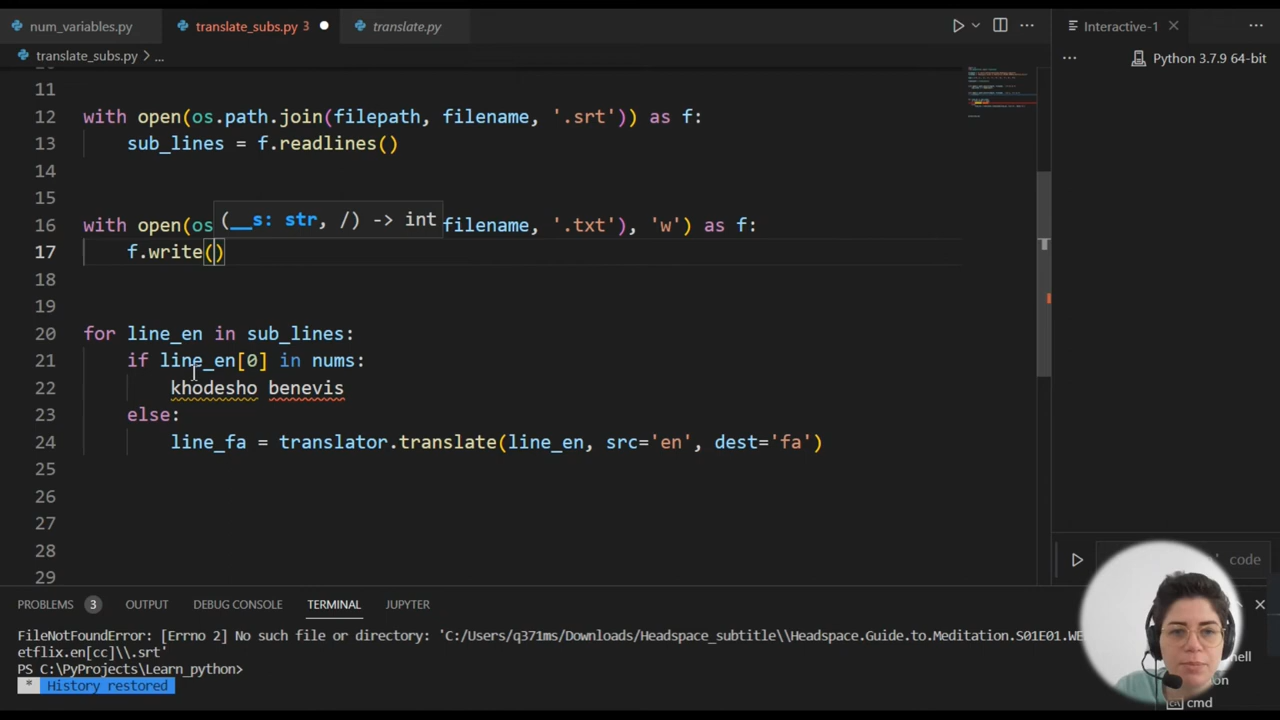 num_variables.py translate_subs.py 3 translate.py Interactive-1
translate_subs.py > ... Python 3.7.9 64-bit
11
12 with open(os.path.join(filepath, filename, '.srt')) as f:
13 sub_lines = f.readlines()
14
15
(__s: str, /) -> int
16 with open(os filename, '.txt'), 'w') as f:
17 f.write()
18
19
20 for line_en in sub_lines:
21 if line_en[0] in nums:
22 khodesho benevis
23 else:
24 line_fa = translator.translate(line_en, src='en', dest='fa')
25
26
27
28
29
code
PROBLEMS 3 OUTPUT DEBUG CONSOLE TERMINAL JUPYTER
FileNotFoundError: [Errno 2] No such file or directory: 'C:/Users/q371ms/Downloads/Headspace_subtitle\\Headspace.Guide.to.Meditation.S01E01.WE
etflix.en[cc]\\.srt'
PS C:\PyProjects\Learn_python>
* History restored
cmd